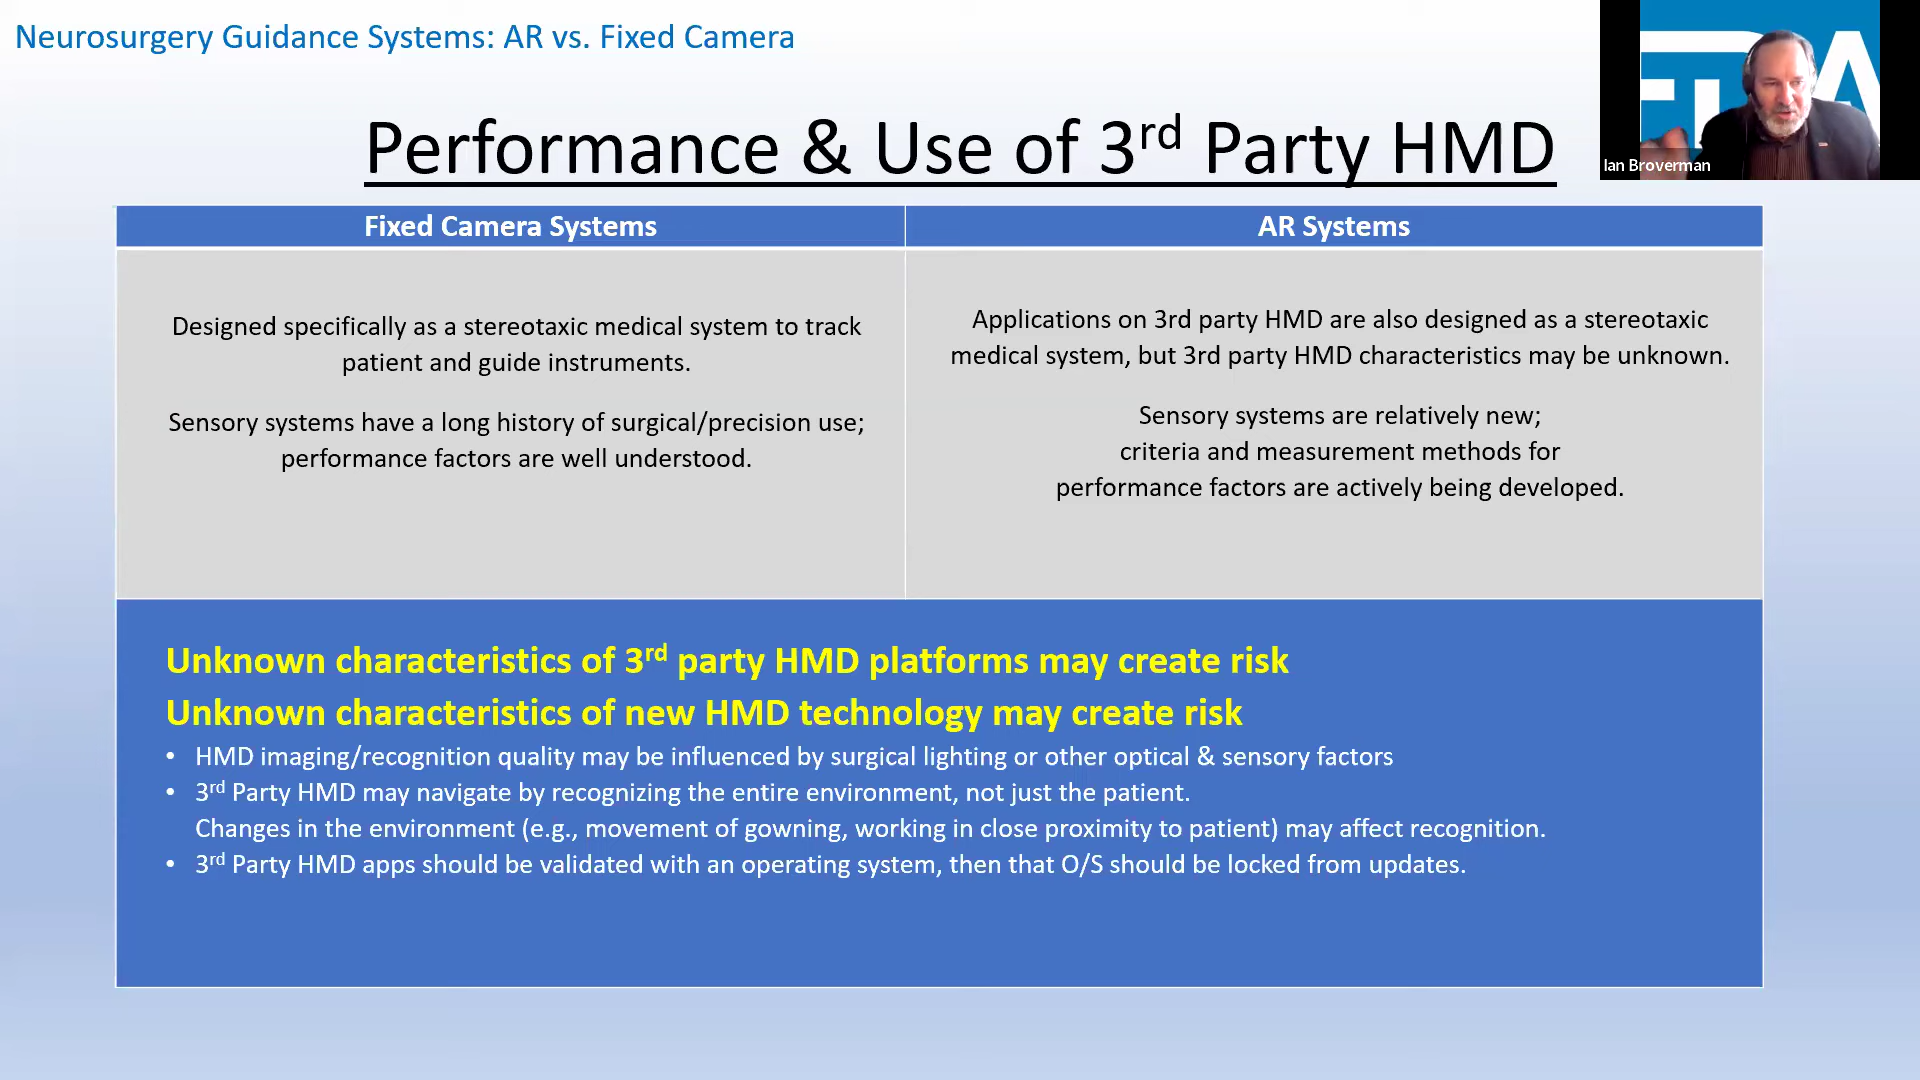 Neurosurgery Guidance Systems: AR vs. Fixed Camera
Performance & Use of 3rd Party HMD
FDA
Ian Broverman
Fixed Camera Systems
AR Systems
Designed specifically as a stereotaxic medical system to track
patient and guide instruments.
Sensory systems have a long history of surgical/precision use;
performance factors are well understood.
Applications on 3rd party HMD are also designed as a stereotaxic
medical system, but 3rd party HMD characteristics may be unknown.
Sensory systems are relatively new;
criteria and measurement methods for
performance factors are actively being developed.
Unknown characteristics of 3rd party HMD platforms may create risk
Unknown characteristics of new HMD technology may create risk
• HMD imaging/recognition quality may be influenced by surgical lighting or other optical & sensory factors
• 3rd Party HMD may navigate by recognizing the entire environment, not just the patient.
Changes in the environment (e.g., movement of gowning, working in close proximity to patient) may affect recognition.
• 3rd Party HMD apps should be validated with an operating system, then that O/S should be locked from updates.